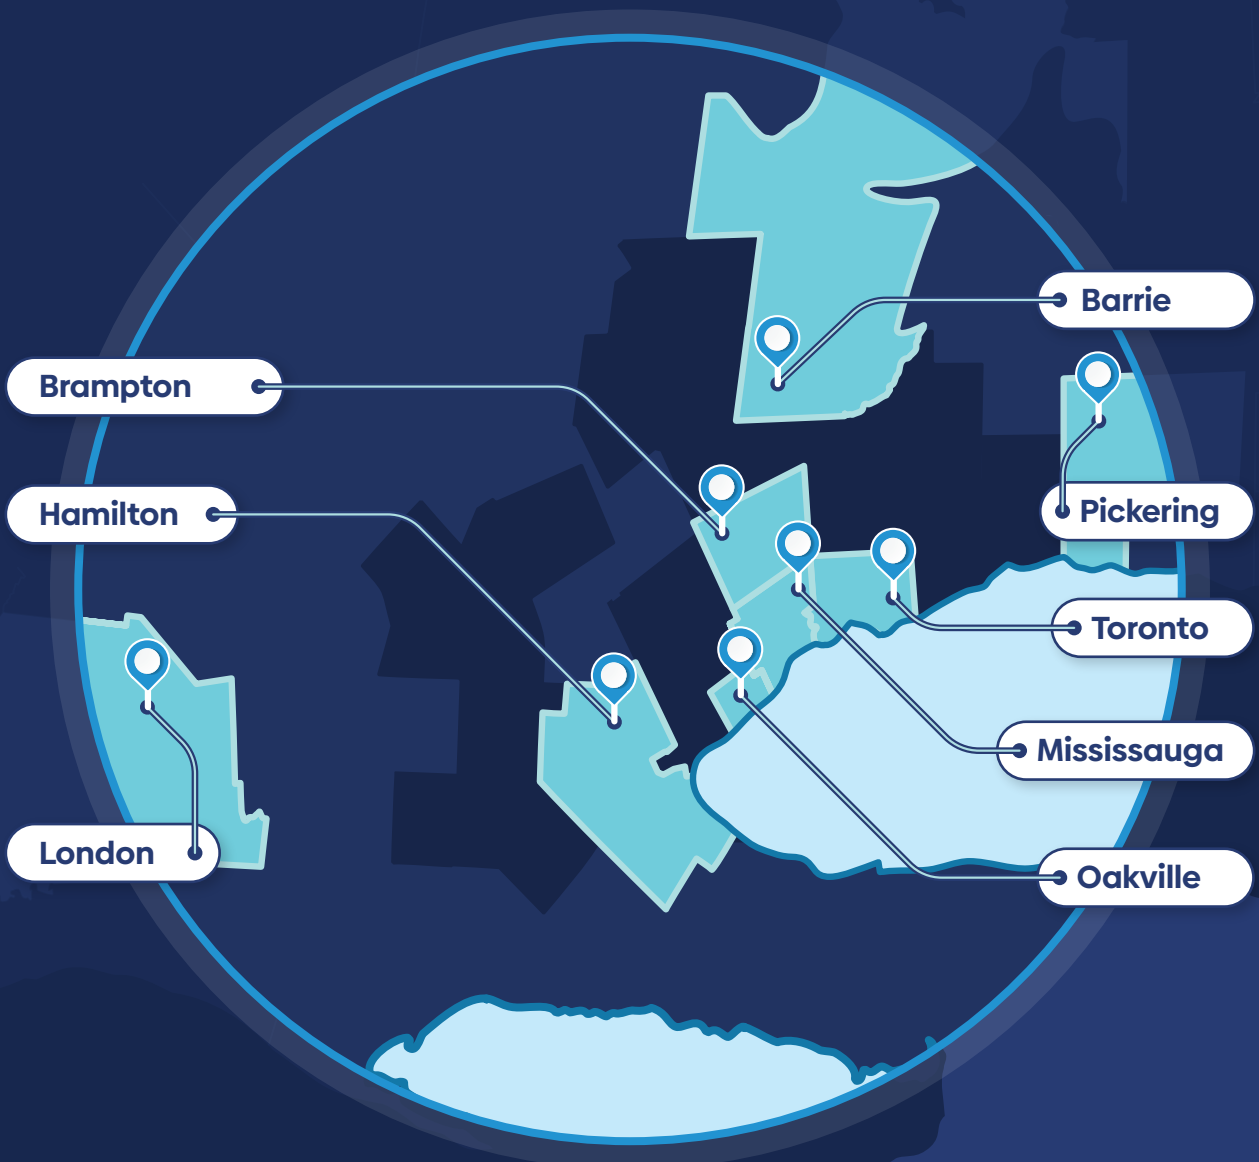 Barrie
Brampton
Pickering
Hamilton
Toronto
Mississauga
London
Oakville